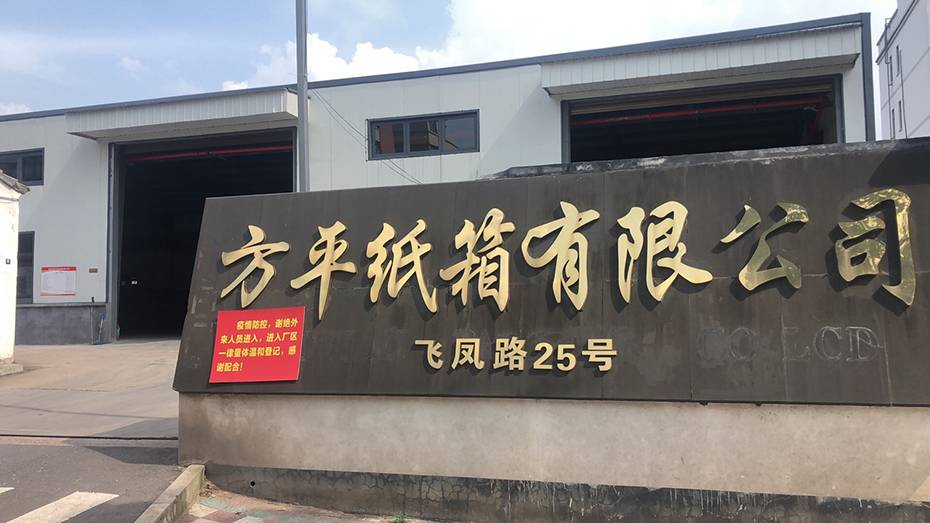 方平纸箱有限公司
飞凤路25号
疫情防控，谢绝外
来人员进入，进入厂区
一律量体温和登记，感
谢配合！